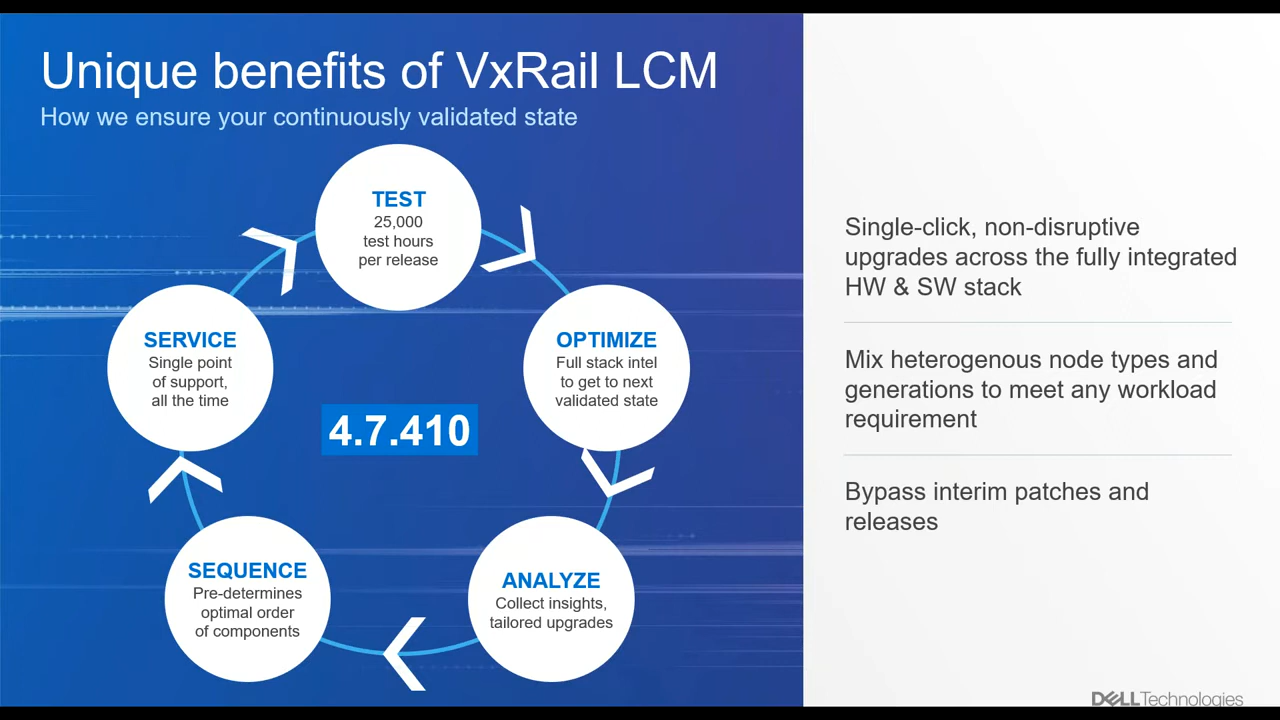 Unique benefits of VxRail LCM
How we ensure your continuously validated state
TEST
25,000
test hours
per release
OPTIMIZE
Full stack intel
to get to next
validated state
ANALYZE
Collect insights,
tailored upgrades
SEQUENCE
Pre-determines
optimal order
of components
SERVICE
Single point
of support,
all the time
4.7.410
Single-click, non-disruptive
upgrades across the fully integrated
HW & SW stack
Mix heterogenous node types and
generations to meet any workload
requirement
Bypass interim patches and
releases
DELLTechnologies